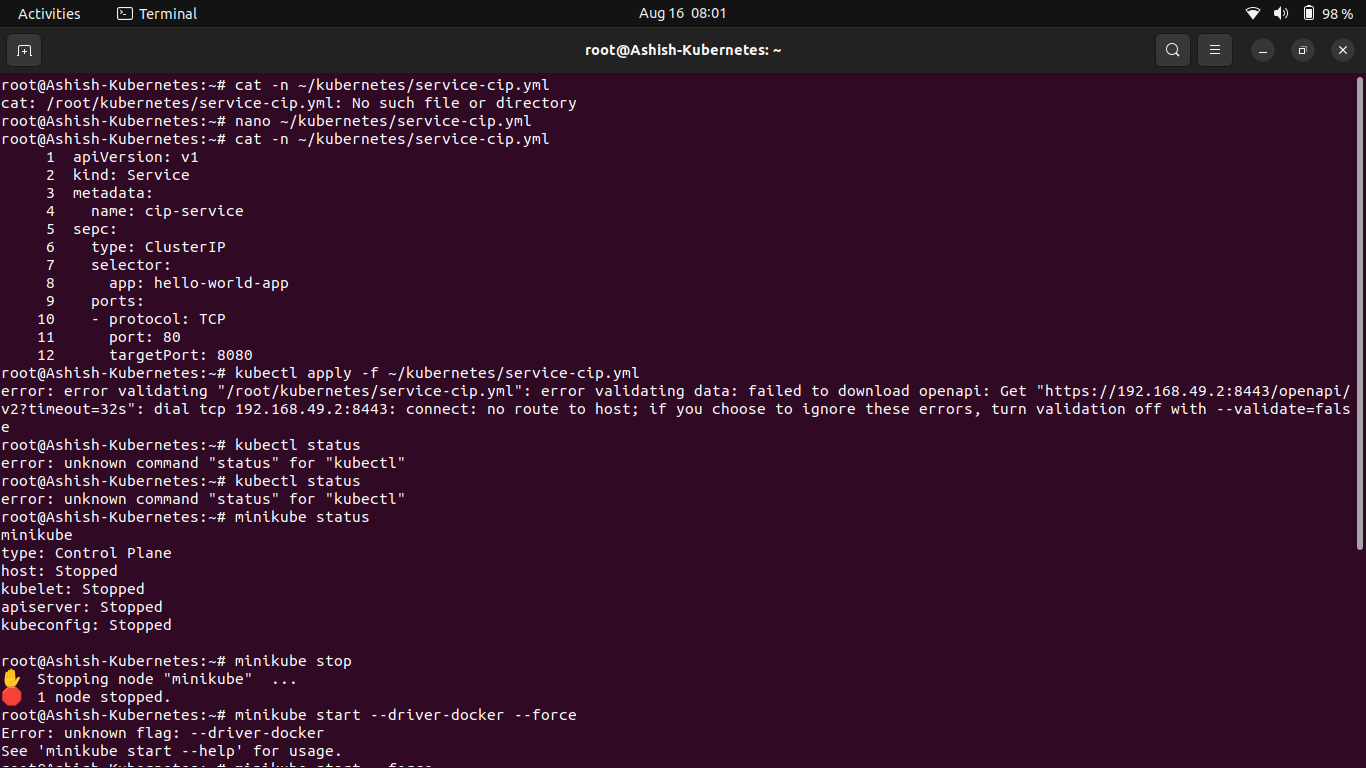 Activities Terminal Aug 16 08:01 98 %
root@Ashish-Kubernetes: ~
root@Ashish-Kubernetes:~# cat -n ~/kubernetes/service-cip.yml
cat: /root/kubernetes/service-cip.yml: No such file or directory
root@Ashish-Kubernetes:~# nano ~/kubernetes/service-cip.yml
root@Ashish-Kubernetes:~# cat -n ~/kubernetes/service-cip.yml
     1  apiVersion: v1
     2  kind: Service
     3  metadata:
     4    name: cip-service
     5  sepc:
     6    type: ClusterIP
     7    selector:
     8      app: hello-world-app
     9    ports:
    10    - protocol: TCP
    11      port: 80
    12      targetPort: 8080
root@Ashish-Kubernetes:~# kubectl apply -f ~/kubernetes/service-cip.yml
error: error validating "/root/kubernetes/service-cip.yml": error validating data: failed to download openapi: Get "https://192.168.49.2:8443/openapi/
v2?timeout=32s": dial tcp 192.168.49.2:8443: connect: no route to host; if you choose to ignore these errors, turn validation off with --validate=fals
e
root@Ashish-Kubernetes:~# kubectl status
error: unknown command "status" for "kubectl"
root@Ashish-Kubernetes:~# kubectl status
error: unknown command "status" for "kubectl"
root@Ashish-Kubernetes:~# minikube status
minikube
type: Control Plane
host: Stopped
kubelet: Stopped
apiserver: Stopped
kubeconfig: Stopped
root@Ashish-Kubernetes:~# minikube stop
✋  Stopping node "minikube"  ...
🛑  1 node stopped.
root@Ashish-Kubernetes:~# minikube start --driver-docker --force
Error: unknown flag: --driver-docker
See 'minikube start --help' for usage.
root@Ashish-Kubernetes:~# minikube start --force